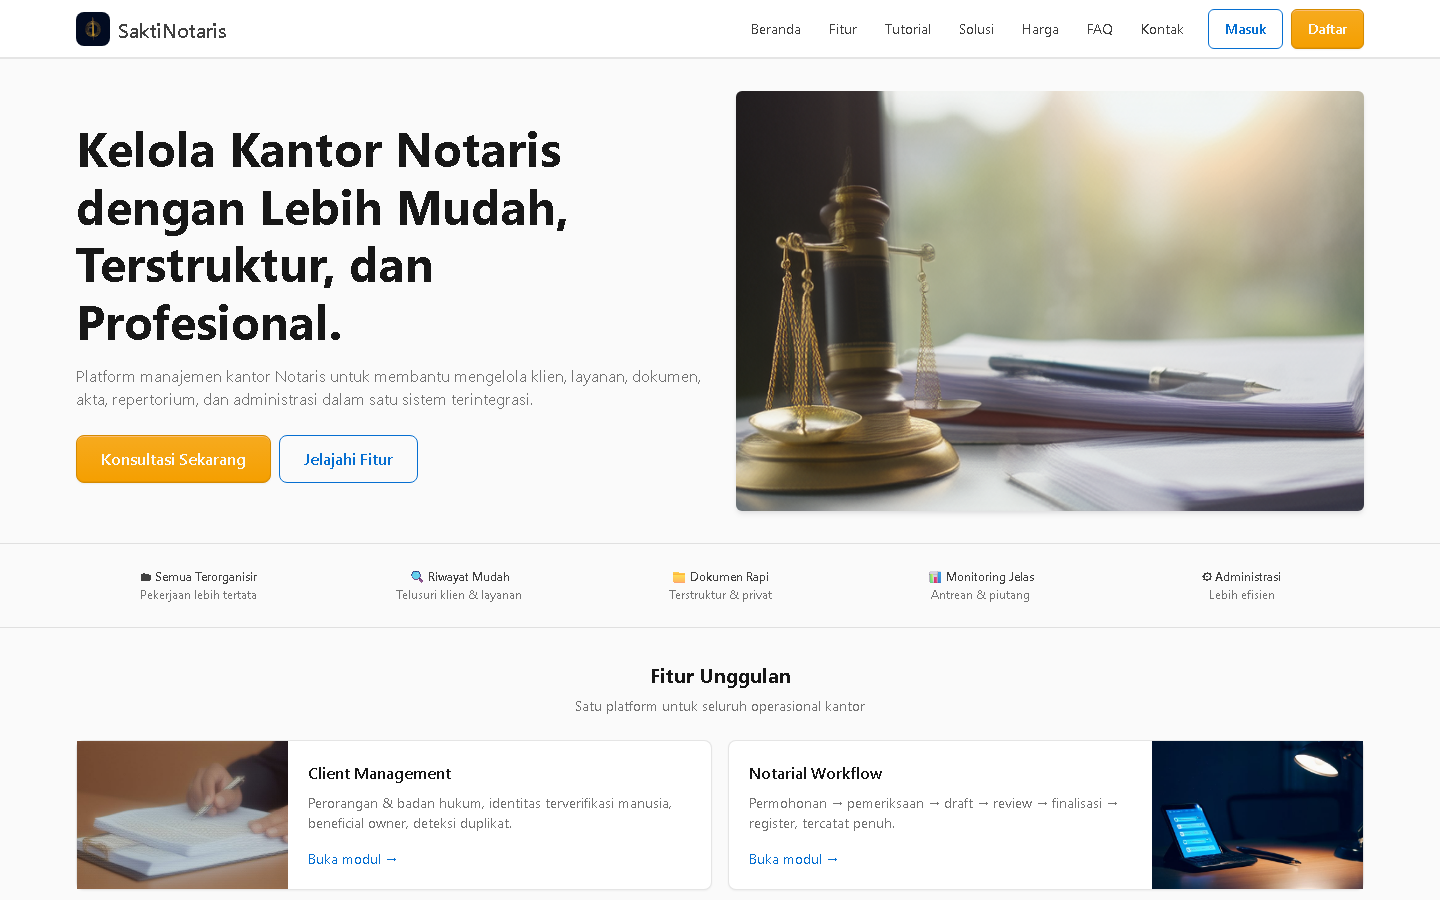 SaktiNotaris
Beranda
Fitur
Tutorial
Solusi
Harga
FAQ
Kontak
Masuk
Daftar
Kelola Kantor Notaris
dengan Lebih Mudah,
Terstruktur, dan
Profesional.
Platform manajemen kantor Notaris untuk membantu mengelola klien, layanan, dokumen,
akta, repertorium, dan administrasi dalam satu sistem terintegrasi.
Konsultasi Sekarang
Jelajahi Fitur
Semua Terorganisir
Pekerjaan lebih tertata
Riwayat Mudah
Telusuri klien & layanan
Dokumen Rapi
Terstruktur & privat
Monitoring Jelas
Antrean & piutang
Administrasi
Lebih efisien
Fitur Unggulan
Satu platform untuk seluruh operasional kantor
Client Management
Perorangan & badan hukum, identitas terverifikasi manusia,
beneficial owner, deteksi duplikat.
Buka modul →
Notarial Workflow
Permohonan → pemeriksaan → draft → review → finalisasi →
register, tercatat penuh.
Buka modul →